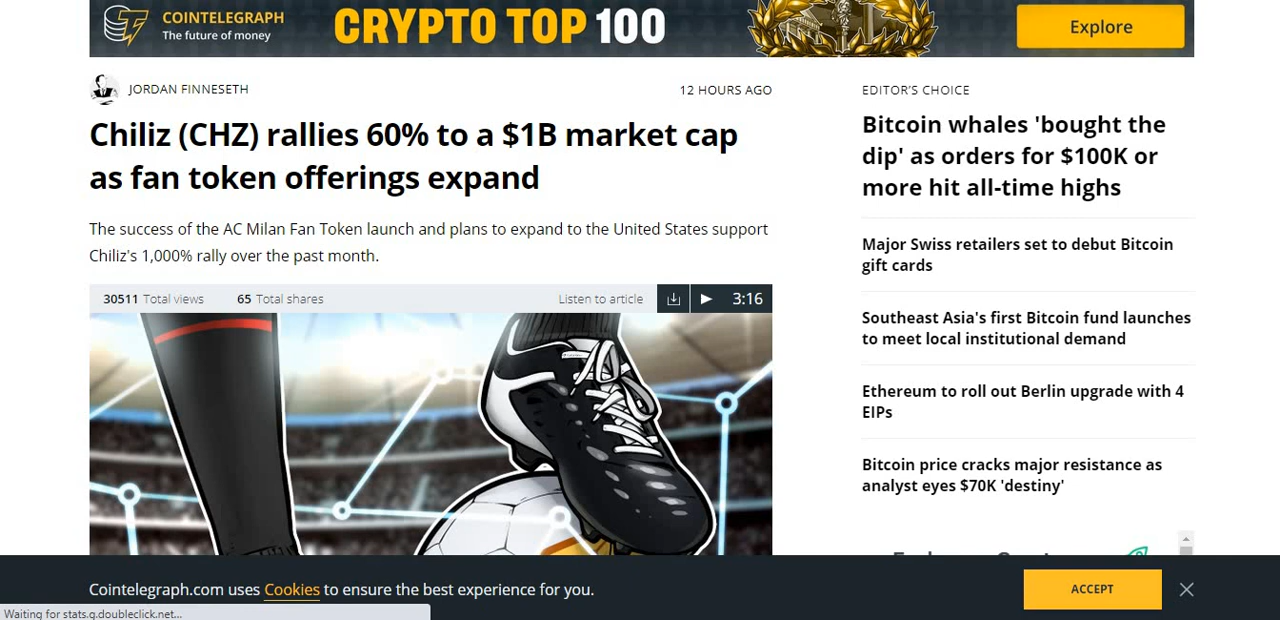 COINTELEGRAPH
The future of money
CRYPTO TOP 100
Explore
JORDAN FINNESETH
12 HOURS AGO
Chiliz (CHZ) rallies 60% to a $1B market cap
as fan token offerings expand
The success of the AC Milan Fan Token launch and plans to expand to the United States support
Chiliz's 1,000% rally over the past month.
30511 Total views 65 Total shares Listen to article 3:16
EDITOR'S CHOICE
Bitcoin whales 'bought the
dip' as orders for $100K or
more hit all-time highs
Major Swiss retailers set to debut Bitcoin
gift cards
Southeast Asia's first Bitcoin fund launches
to meet local institutional demand
Ethereum to roll out Berlin upgrade with 4
EIPs
Bitcoin price cracks major resistance as
analyst eyes $70K 'destiny'
Cointelegraph.com uses Cookies to ensure the best experience for you.
ACCEPT
Waiting for stats.g.doubleclick.net...